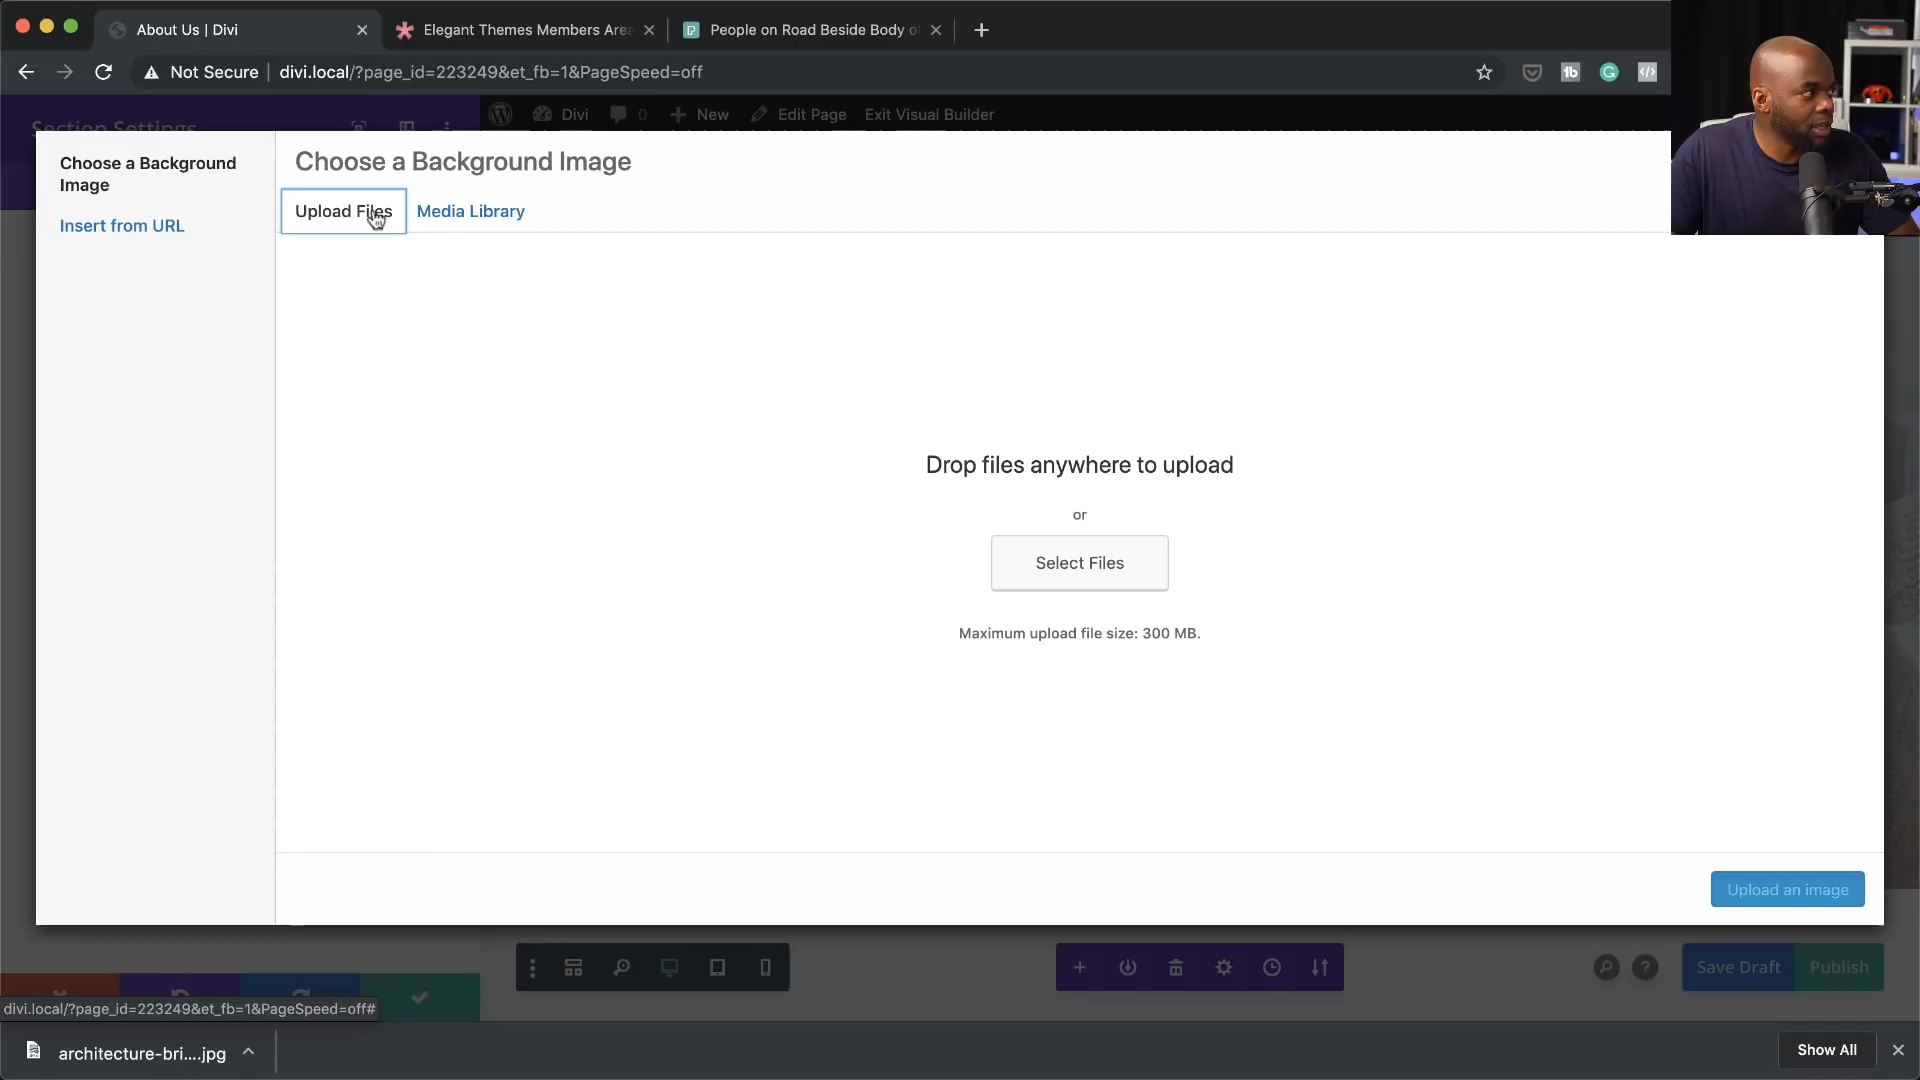 About Us | Divi
Elegant Themes Members Area
People on Road Beside Body of
Not Secure
divi.local/?page_id=223249&et_fb=1&PageSpeed=off
Section Settings
Divi
0
New
Edit Page
Exit Visual Builder
Choose a Background Image
Insert from URL
Choose a Background Image
Upload Files
Media Library
Drop files anywhere to upload
or
Select Files
Maximum upload file size: 300 MB.
Upload an image
Save Draft
Publish
divi.local/?page_id=223249&et_fb=1&PageSpeed=off#
architecture-bri....jpg
Show All